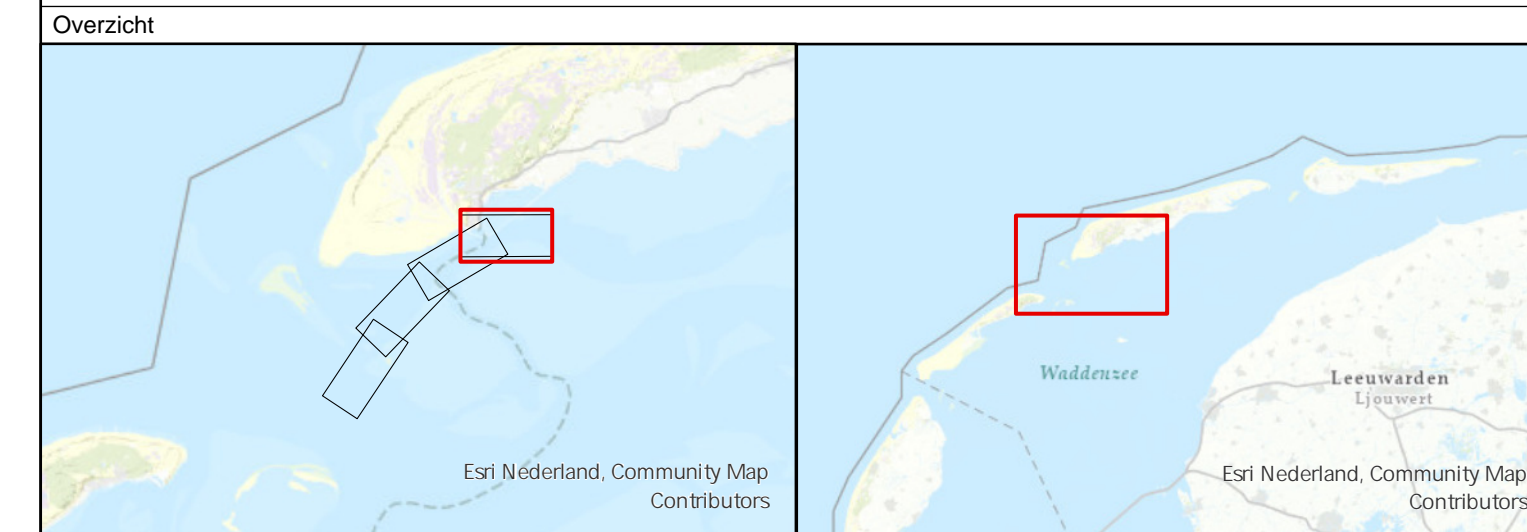 Overzicht
Esri Nederland, Community Map
Contributors
Waddenzee
Leeuwarden
Ljouwert
Esri Nederland, Community Map
Contributors